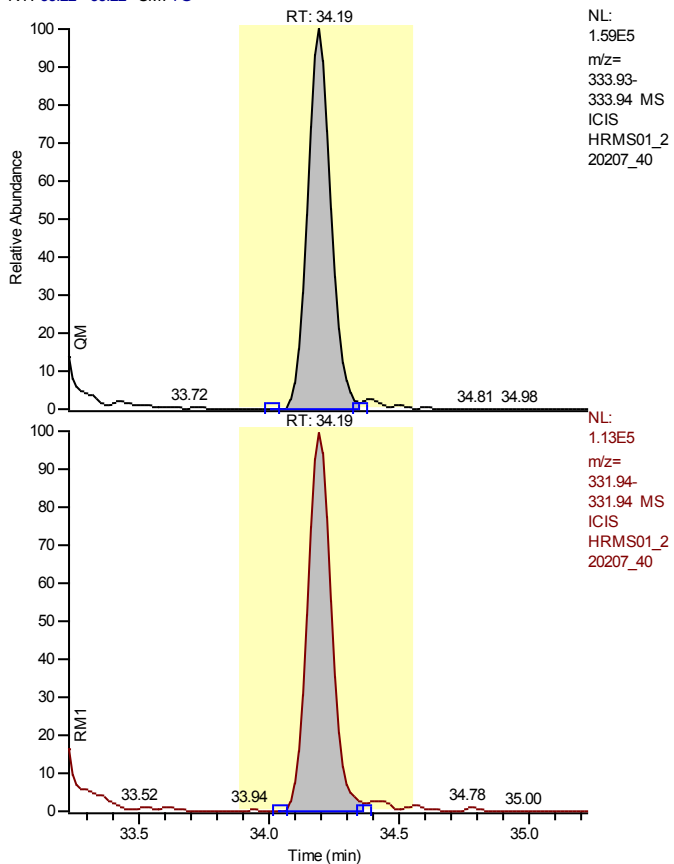 RT: 34.19
NL:
1.59E5
m/z=
333.93-
333.94 MS
ICIS
HRMS01_2
20207_40
100
90
80
70
60
50
40
30
20
10
0
Relative Abundance
QM
33.72
34.81 34.98
RT: 34.19
NL:
1.13E5
m/z=
331.94-
331.94 MS
ICIS
HRMS01_2
20207_40
100
90
80
70
60
50
40
30
20
10
0
RM1
33.52
33.94
34.78
35.00
33.5 34.0 34.5 35.0
Time (min)